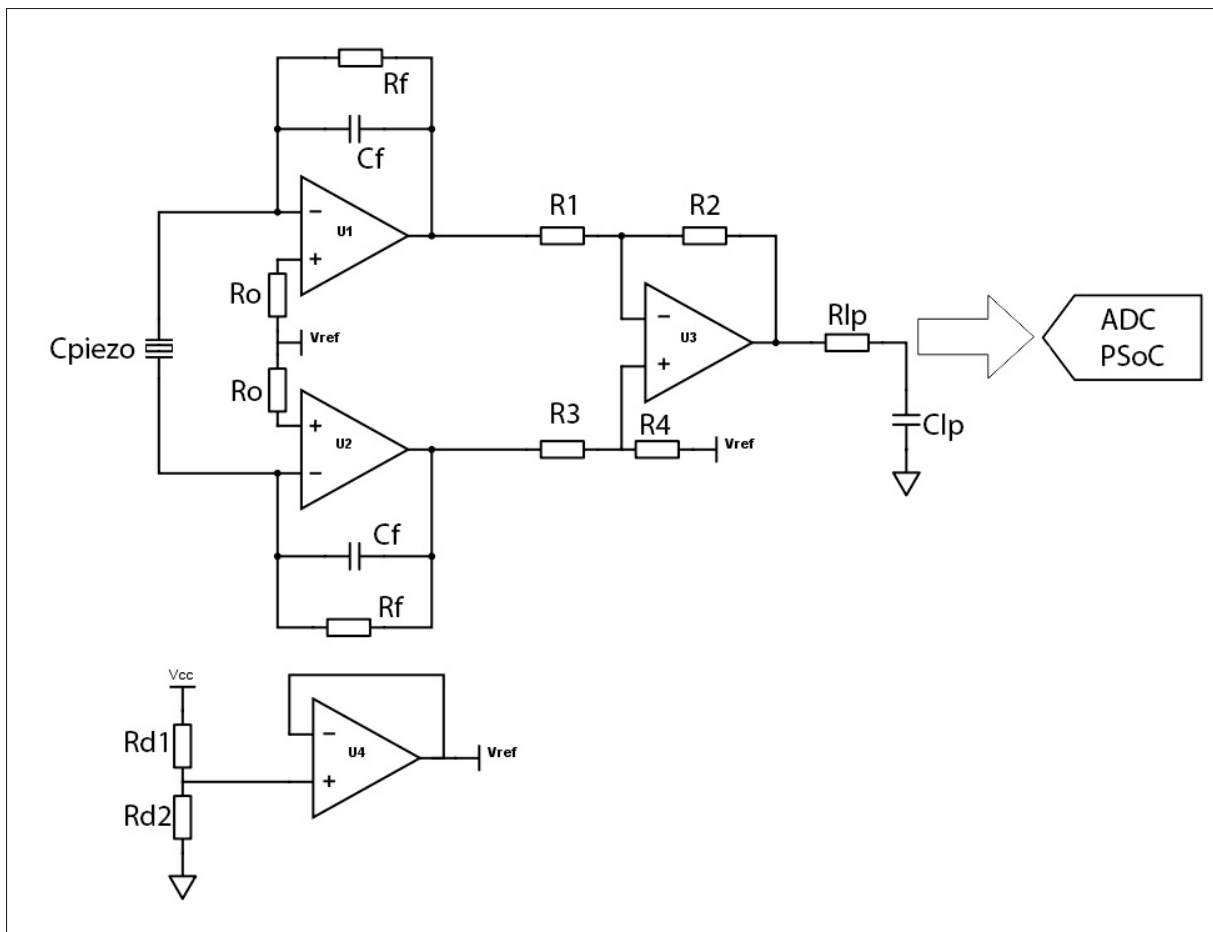 Rf
Cf
−
U1
+
R1
R2
Ro
Vref
−
U3
+
Rlp
ADC
PSoC
Cpiezo
Ro
+
U2
−
R3
R4
Vref
Clp
Cf
Rf
Vcc
Rd1
−
U4
+
Vref
Rd2